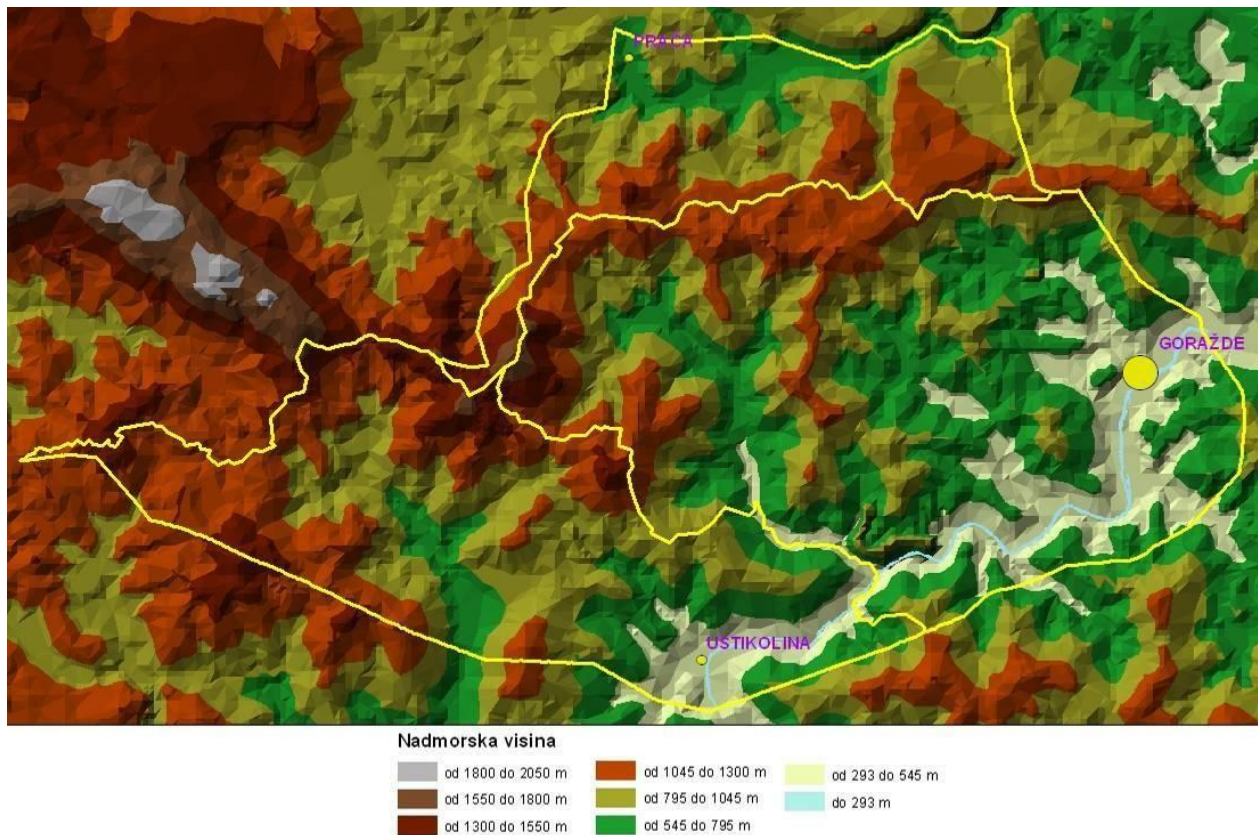 PRAČA
GORAŽDE
USTIKOLINA
Nadmorska visina
od 1800 do 2050 m
od 1550 do 1800 m
od 1300 do 1550 m
od 1045 do 1300 m
od 795 do 1045 m
od 545 do 795 m
od 293 do 545 m
do 293 m